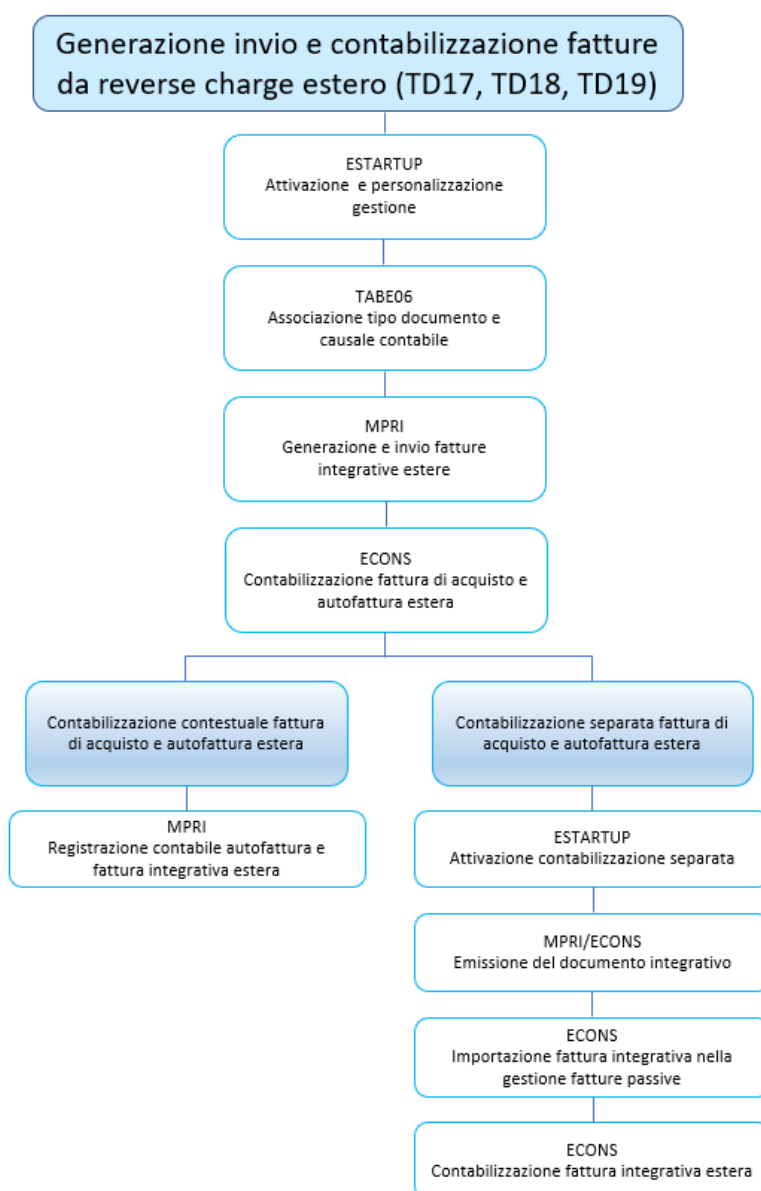 Generazione invio e contabilizzazione fatture
da reverse charge estero (TD17, TD18, TD19)
ESTARTUP
Attivazione e personalizzazione
gestione
TABE06
Associazione tipo documento e
causale contabile
MPRI
Generazione e invio fatture
integrative estere
ECONS
Contabilizzazione fattura di acquisto e
autofattura estera
Contabilizzazione contestuale fattura
di acquisto e autofattura estera
MPRI
Registrazione contabile autofattura e
fattura integrativa estera
Contabilizzazione separata fattura di
acquisto e autofattura estera
ESTARTUP
Attivazione contabilizzazione separata
MPRI/ECONS
Emissione del documento integrativo
ECONS
Importazione fattura integrativa nella
gestione fatture passive
ECONS
Contabilizzazione fattura integrativa estera